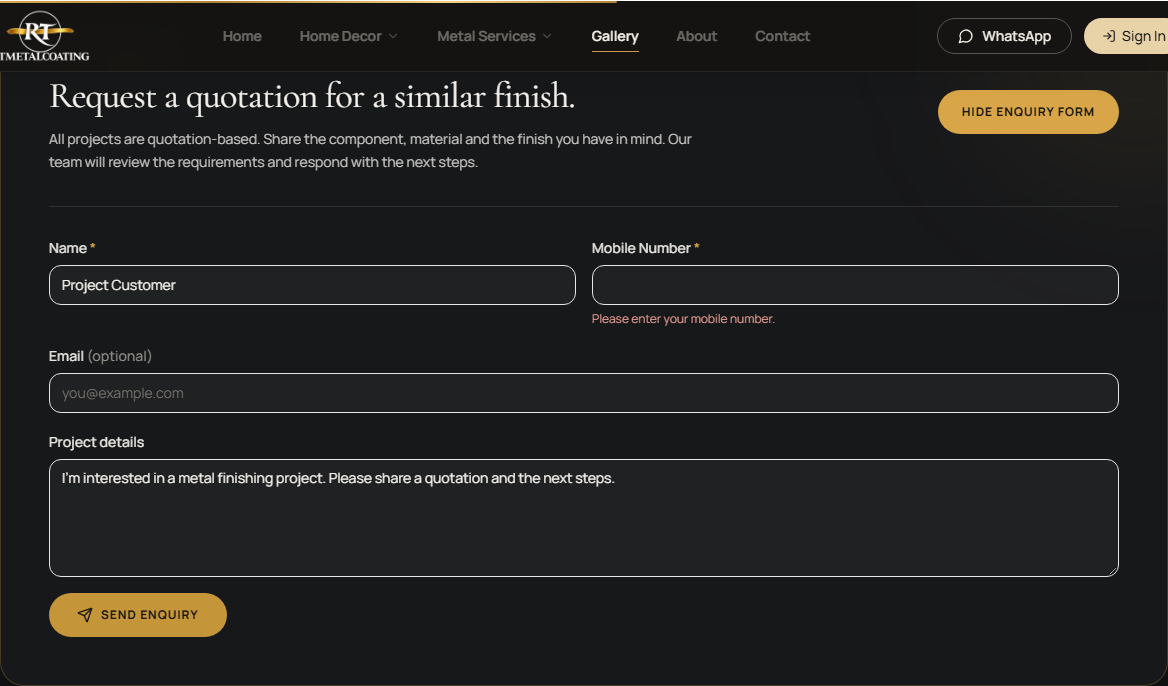 RT
TMETALCOATING
Home
Home Decor
Metal Services
Gallery
About
Contact
WhatsApp
Sign In
Request a quotation for a similar finish.
HIDE ENQUIRY FORM
All projects are quotation-based. Share the component, material and the finish you have in mind. Our
team will review the requirements and respond with the next steps.
Name *
Mobile Number *
Project Customer
Please enter your mobile number.
Email (optional)
you@example.com
Project details
I'm interested in a metal finishing project. Please share a quotation and the next steps.
SEND ENQUIRY